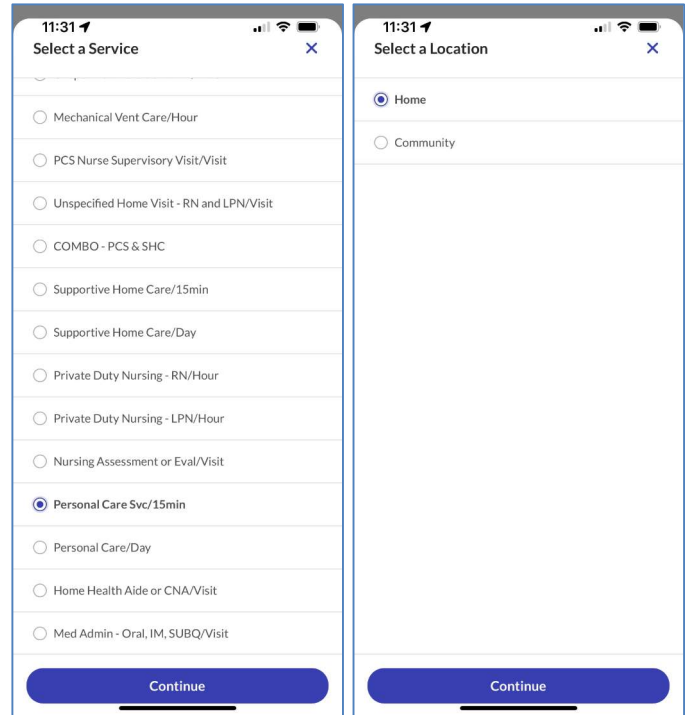 11:31
Select a Service
Mechanical Vent Care/Hour
PCS Nurse Supervisory Visit/Visit
Unspecified Home Visit - RN and LPN/Visit
COMBO - PCS & SHC
Supportive Home Care/15min
Supportive Home Care/Day
Private Duty Nursing - RN/Hour
Private Duty Nursing - LPN/Hour
Nursing Assessment or Eval/Visit
Personal Care Svc/15min
Personal Care/Day
Home Health Aide or CNA/Visit
Med Admin - Oral, IM, SUBQ/Visit
Continue
11:31
Select a Location
Home
Community
Continue